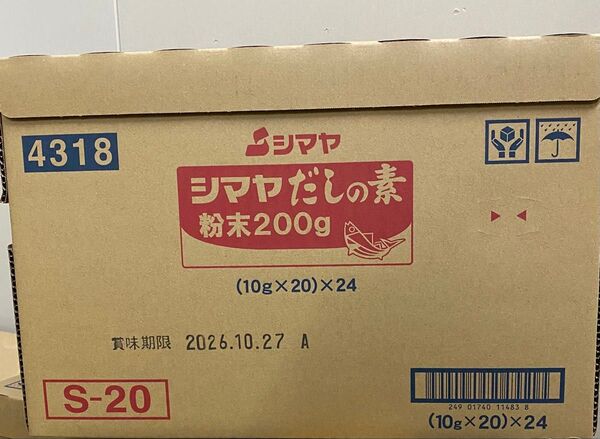 4318
シマヤ
シマヤだしの素
粉末200g
(10g×20)×24
賞味期限 2026.10.27 A
S-20
249 01740 11483 8
(10g×20)×24